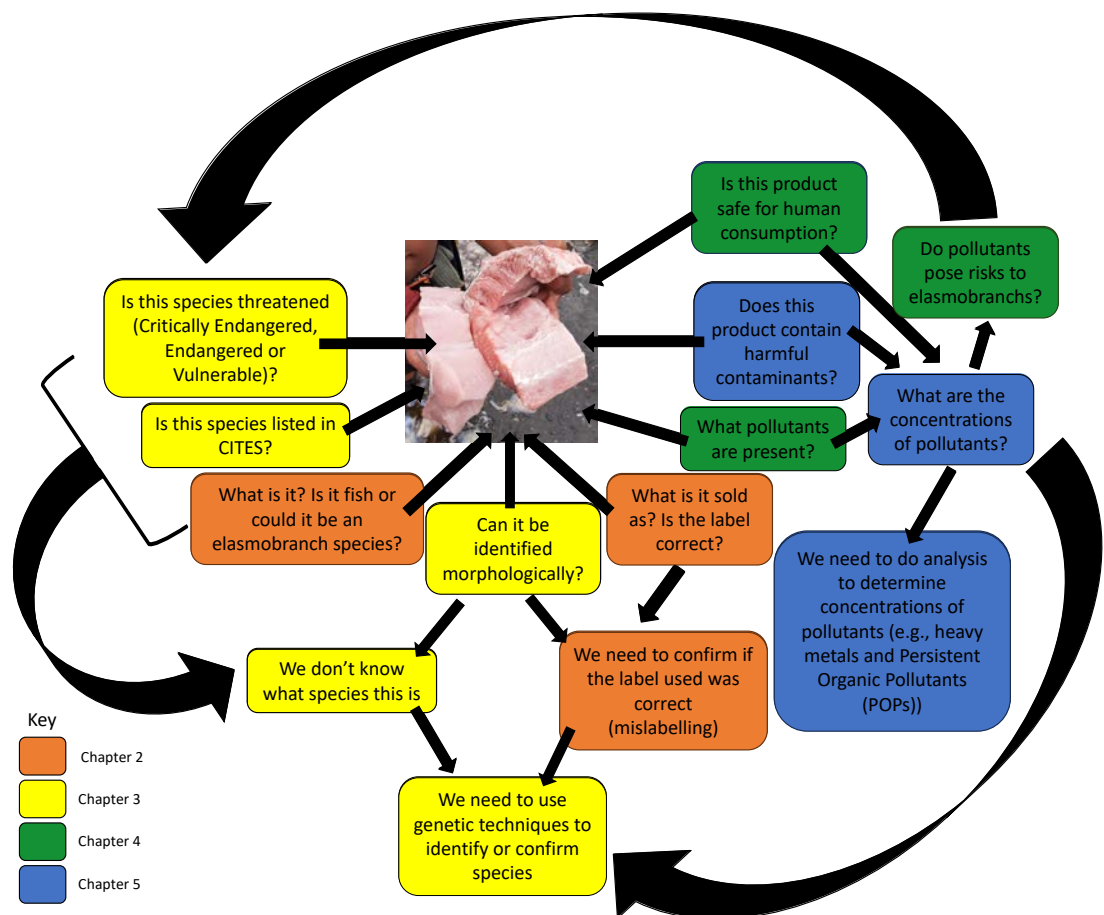 Is this product
safe for human
consumption?
Do pollutants
pose risks to
elasmobranchs?
Is this species threatened
(Critically Endangered,
Endangered or
Vulnerable)?
Does this
product contain
harmful
contaminants?
What are the
concentrations
of pollutants?
Is this species listed in
CITES?
What pollutants
are present?
What is it? Is it fish or
could it be an
elasmobranch species?
Can it be
identified
morphologically?
What is it sold
as? Is the label
correct?
We need to do analysis
to determine
concentrations of
pollutants (e.g., heavy
metals and Persistent
Organic Pollutants
(POPs))
We don’t know
what species this is
We need to confirm if
the label used was
correct
(mislabelling)
We need to use
genetic techniques to
identify or confirm
species
Key
Chapter 2
Chapter 3
Chapter 4
Chapter 5